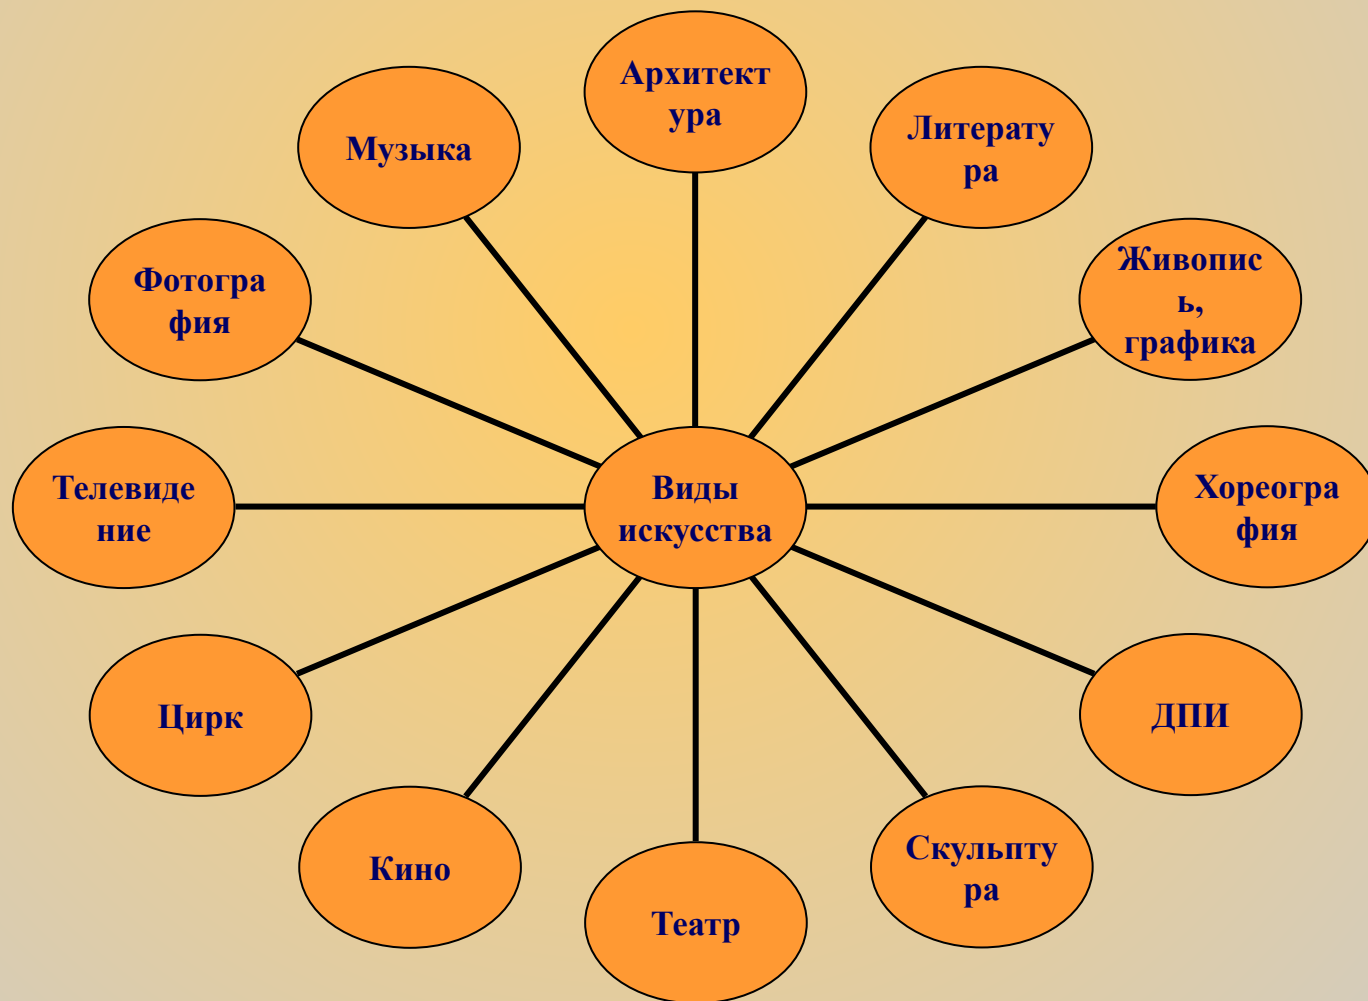 Архитект
ура
Музыка
Литерату
ра
Фотогра
фия
Живопис
ь,
графика
Телевиде
ние
Виды
искусства
Хореогра
фия
Цирк
ДПИ
Кино
Театр
Скульпту
ра